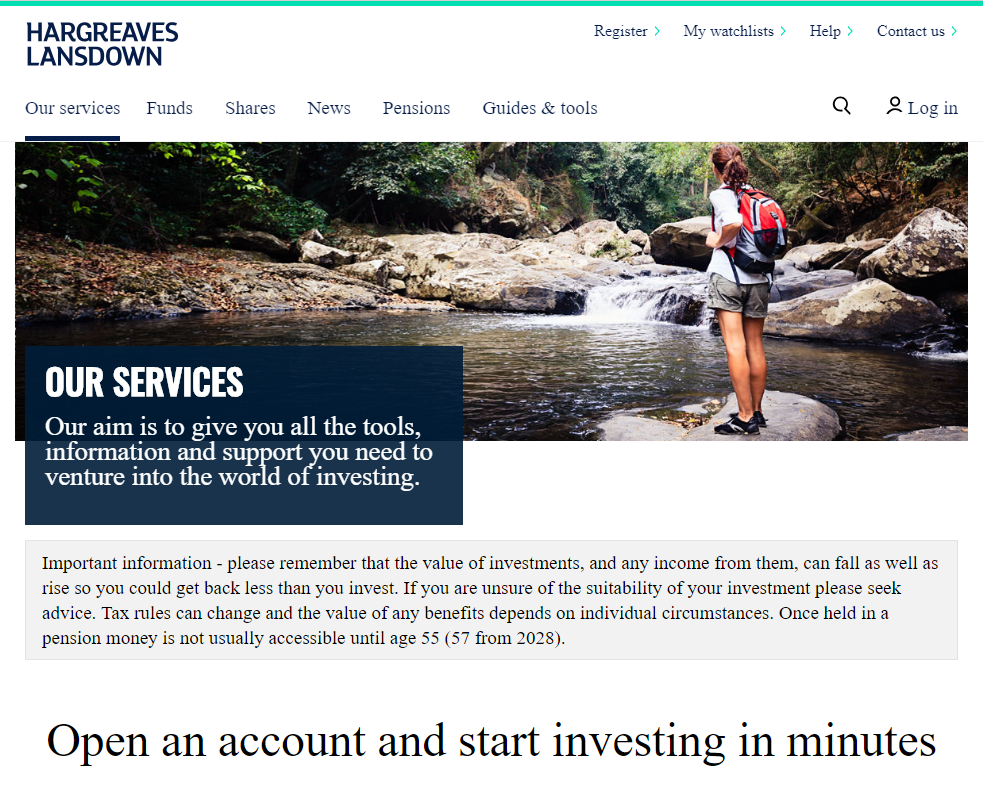 HARGREAVES
LANSDOWN
Register
My watchlists
Help
Contact us
Our services
Funds
Shares
News
Pensions
Guides & tools
Log in
OUR SERVICES
Our aim is to give you all the tools,
information and support you need to
venture into the world of investing.
Important information - please remember that the value of investments, and any income from them, can fall as well as
rise so you could get back less than you invest. If you are unsure of the suitability of your investment please seek
advice. Tax rules can change and the value of any benefits depends on individual circumstances. Once held in a
pension money is not usually accessible until age 55 (57 from 2028).
Open an account and start investing in minutes